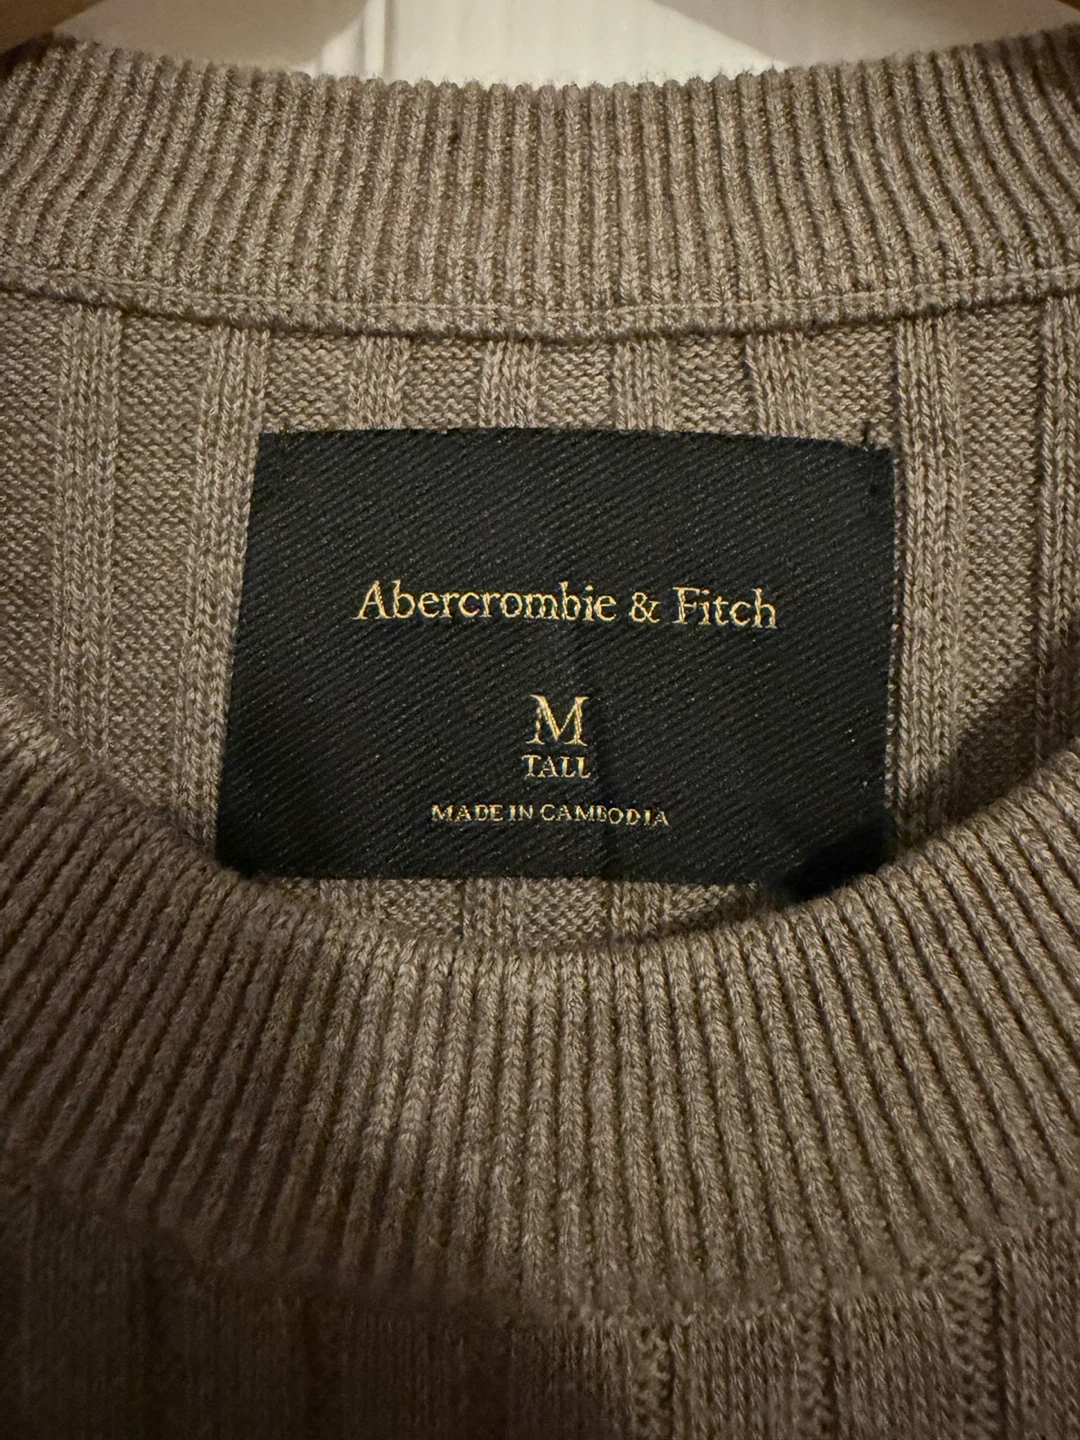 Abercrombie & Fitch
M
TALL
MADE IN CAMBODIA